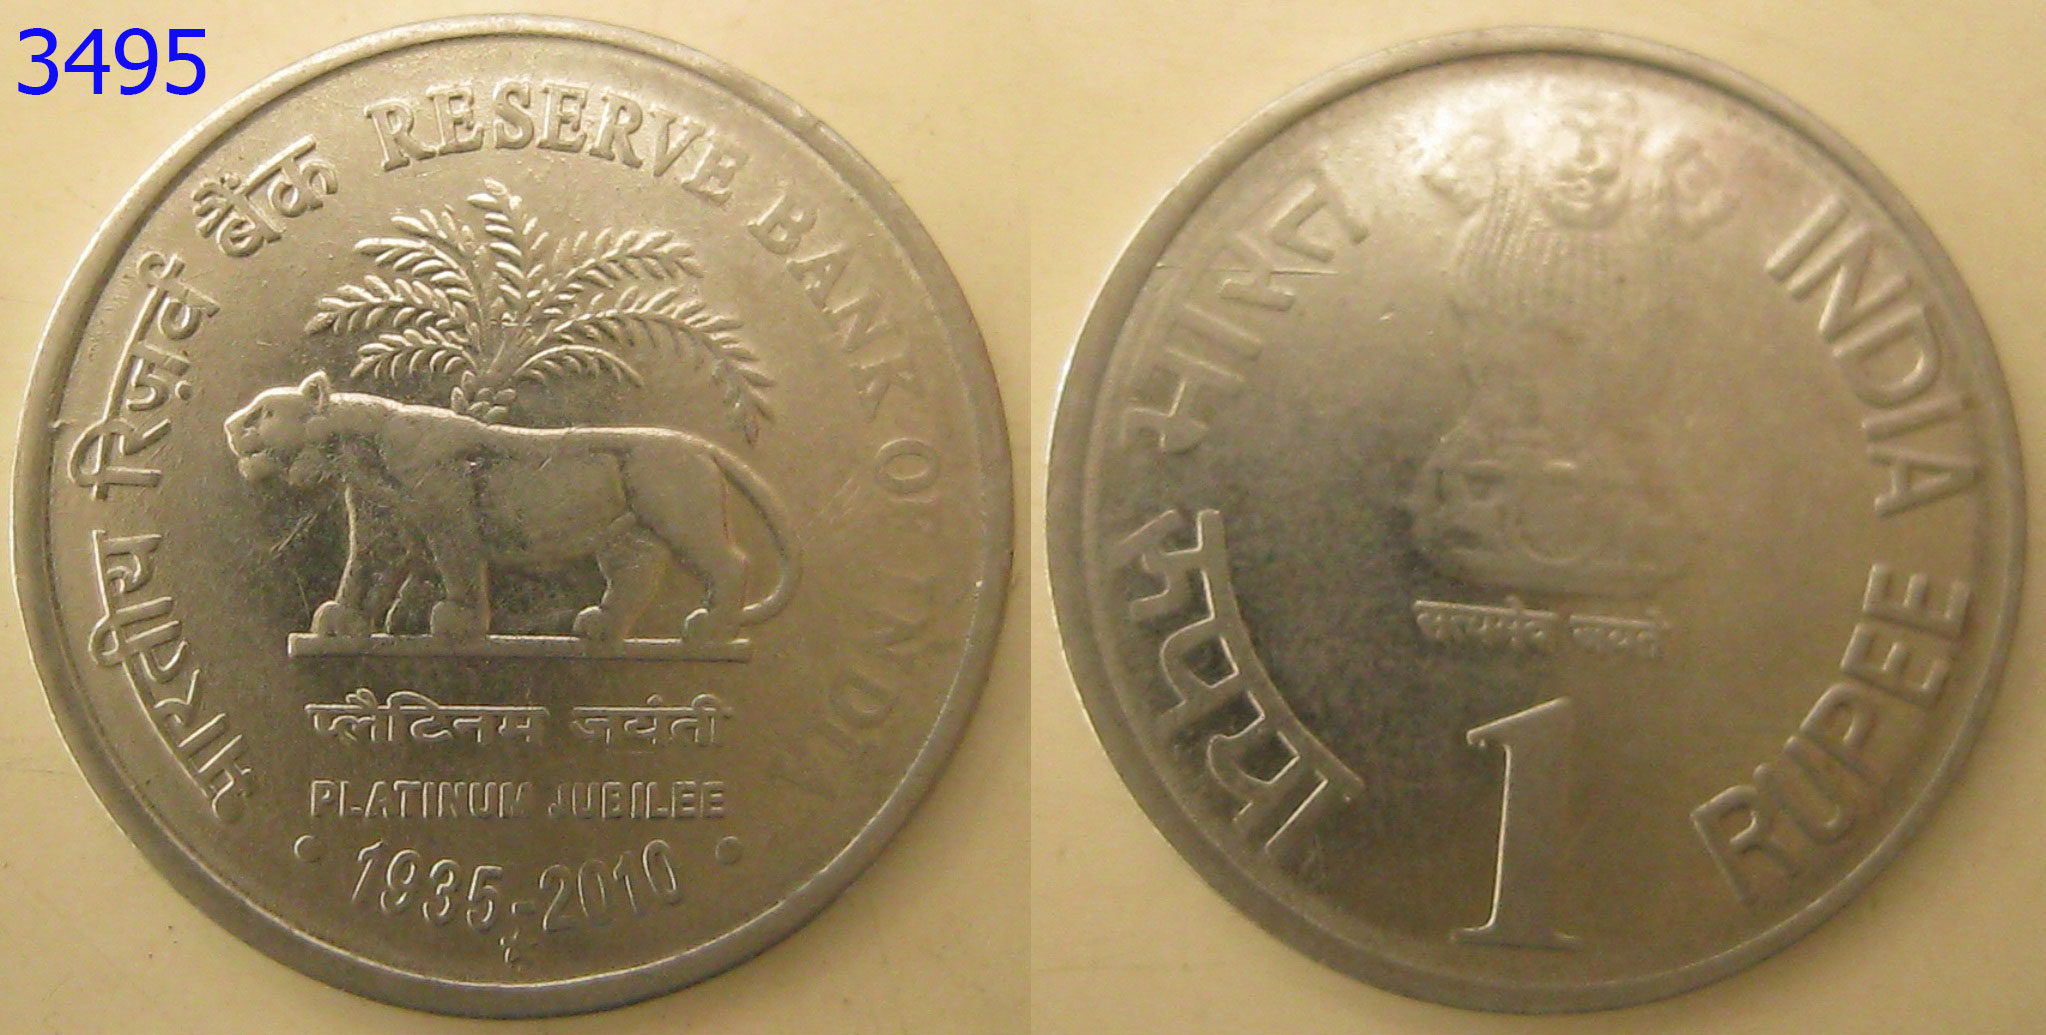 3495
भारतीय रिज़र्व बैंक RESERVE BANK OF INDIA
प्लैटिनम जयंती
PLATINUM JUBILEE
1935-2010
भारत INDIA
सत्यमेव जयते
रुपया RUPEE
1